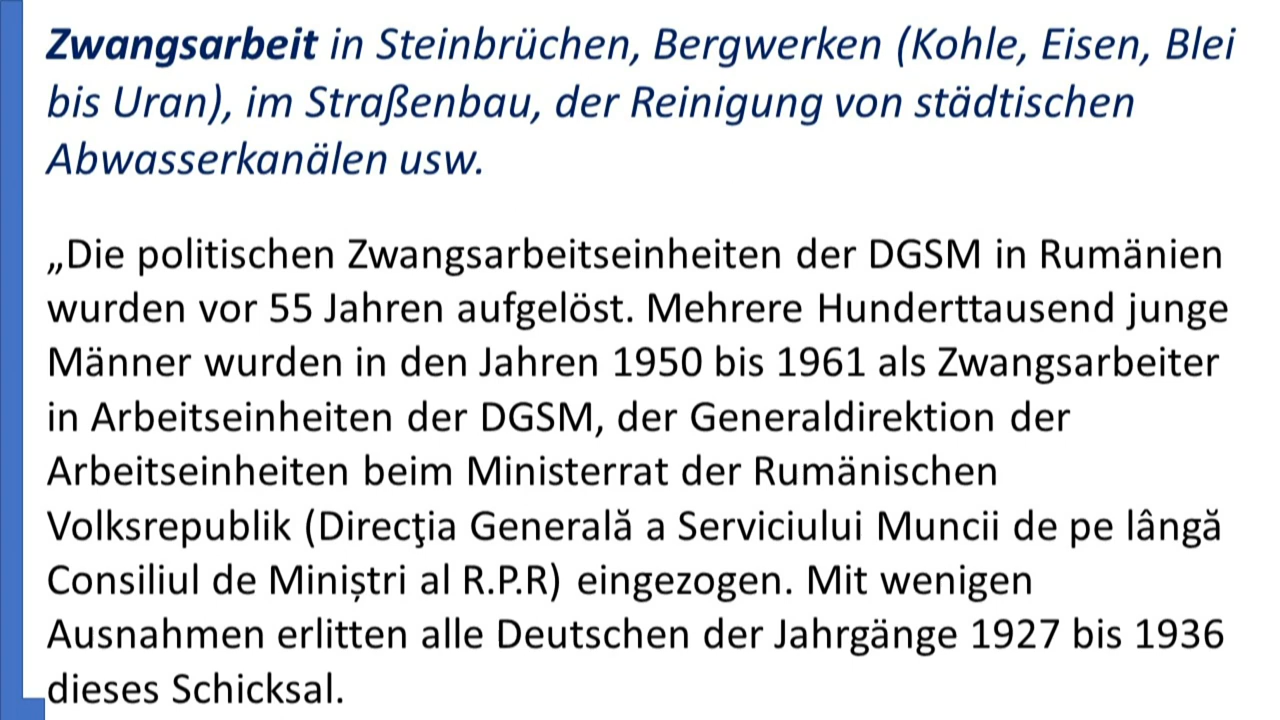 Zwangsarbeit in Steinbrüchen, Bergwerken (Kohle, Eisen, Blei
bis Uran), im Straßenbau, der Reinigung von städtischen
Abwasserkanälen usw.
„Die politischen Zwangsarbeitseinheiten der DGSM in Rumänien
wurden vor 55 Jahren aufgelöst. Mehrere Hunderttausend junge
Männer wurden in den Jahren 1950 bis 1961 als Zwangsarbeiter
in Arbeitseinheiten der DGSM, der Generaldirektion der
Arbeitseinheiten beim Ministerrat der Rumänischen
Volksrepublik (Direcţia Generală a Serviciului Muncii de pe lângă
Consiliul de Miniștri al R.P.R) eingezogen. Mit wenigen
Ausnahmen erlitten alle Deutschen der Jahrgänge 1927 bis 1936
dieses Schicksal.